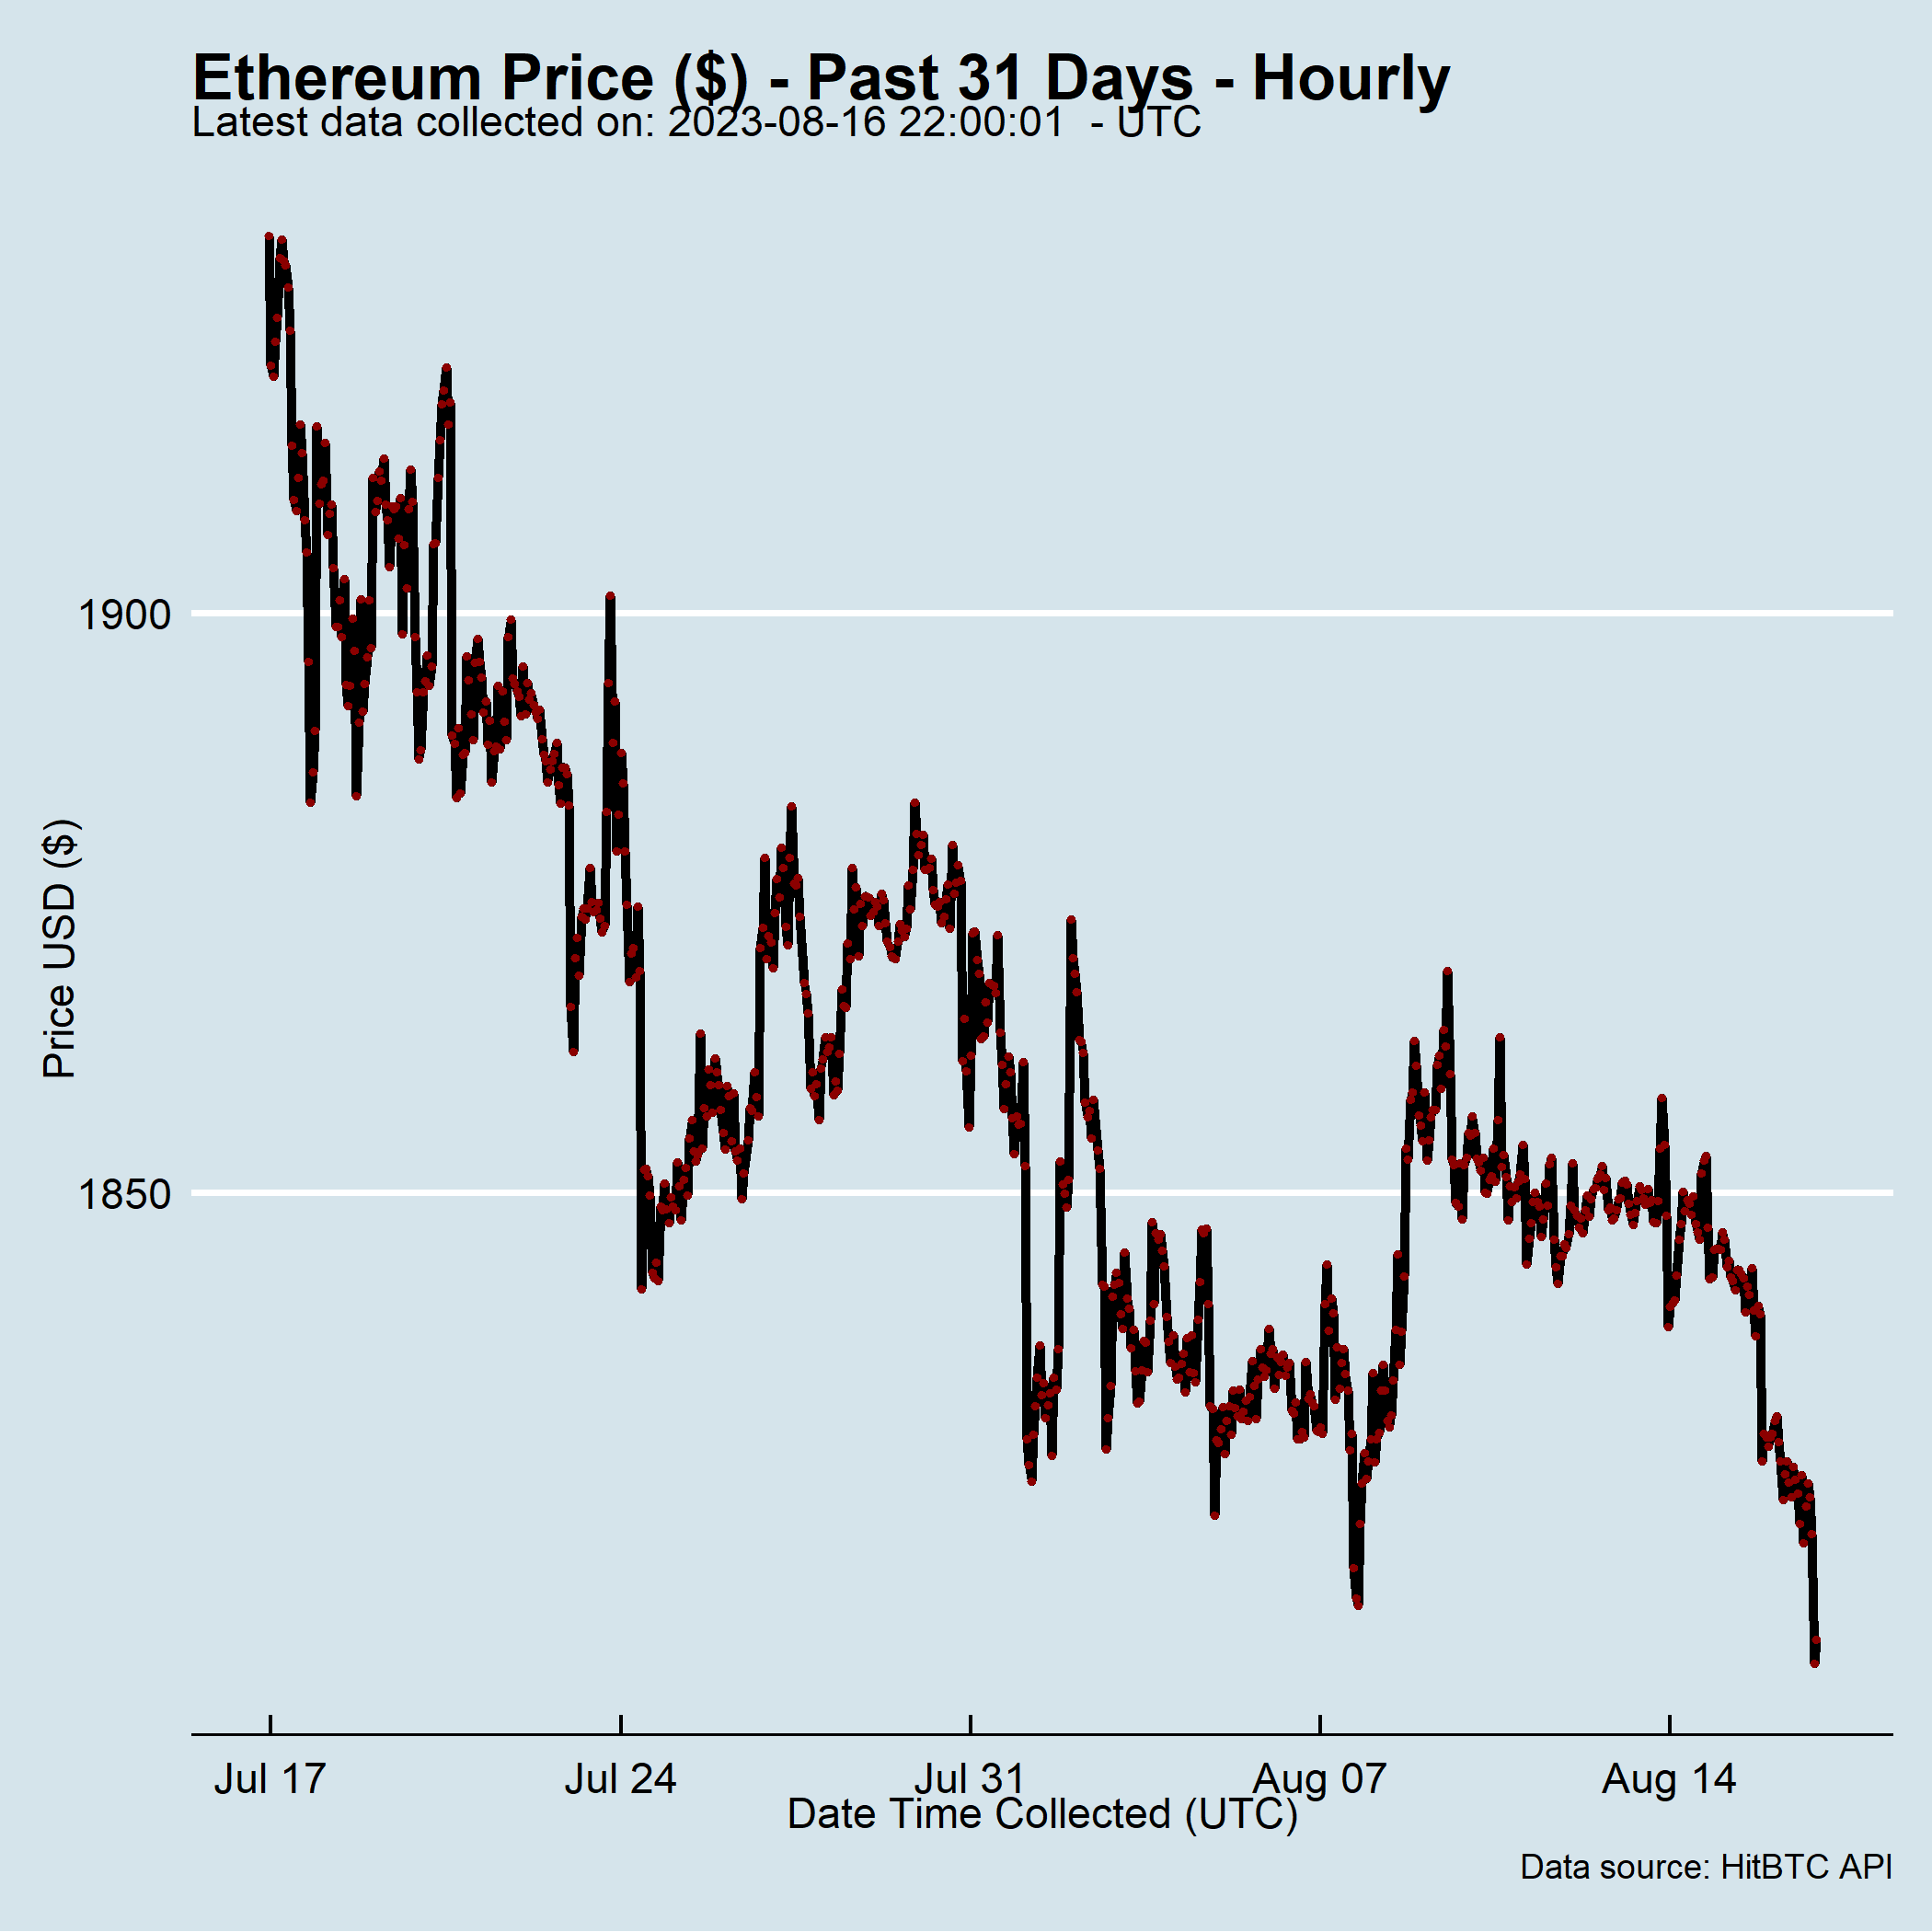 Ethereum Price ($) - Past 31 Days - Hourly
Latest data collected on: 2023-08-16 22:00:01  - UTC
1900
1850
Price USD ($)
Jul 17
Jul 24
Jul 31
Aug 07
Aug 14
Date Time Collected (UTC)
Data source: HitBTC API